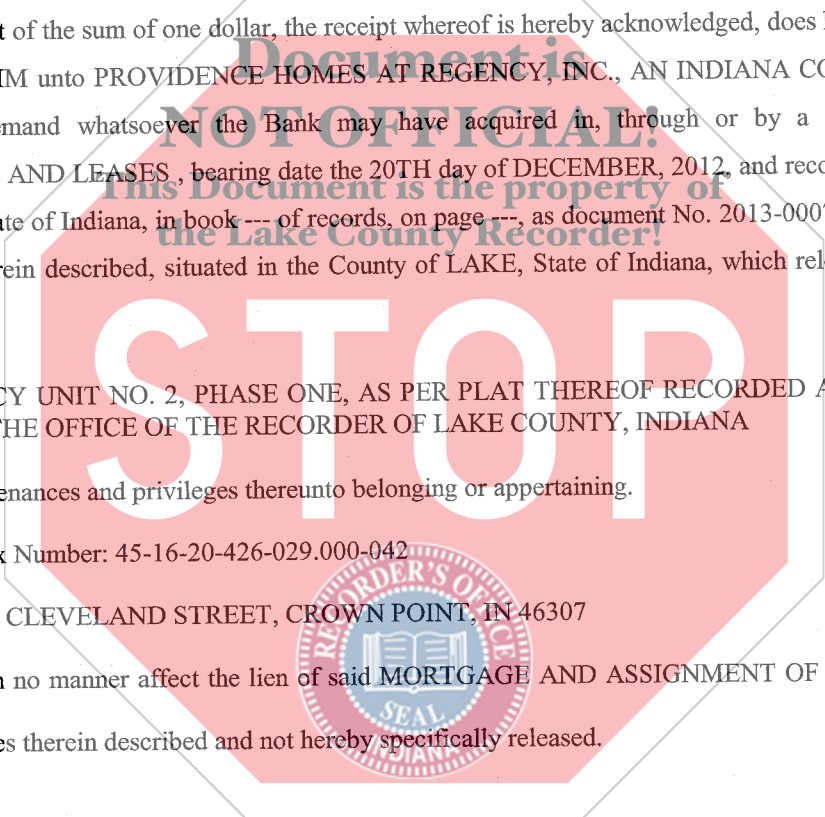 t of the sum of one dollar, the receipt whereof is hereby acknowledged, does
Document is
IM unto PROVIDENCE HOMES AT REGENCY, INC., AN INDIANA CO
NOT OFFICIAL!
mand whatsoever the Bank may have acquired in, through or by a
AND LEASES , bearing date the 20TH day of DECEMBER, 2012, and reco
This Document is the property of
te of Indiana, in book --- of records, on page ---, as document No. 2013-000
the Lake County Recorder!
rein described, situated in the County of LAKE, State of Indiana, which rel
STOP
CY UNIT NO. 2, PHASE ONE, AS PER PLAT THEREOF RECORDED A
THE OFFICE OF THE RECORDER OF LAKE COUNTY, INDIANA
enances and privileges thereunto belonging or appertaining.
x Number: 45-16-20-426-029.000-042
RECORDER'S OFFICE
CLEVELAND STREET, CROWN POINT, IN 46307
n no manner affect the lien of said MORTGAGE AND ASSIGNMENT OF
SEAL
INDIANA
es therein described and not hereby specifically released.